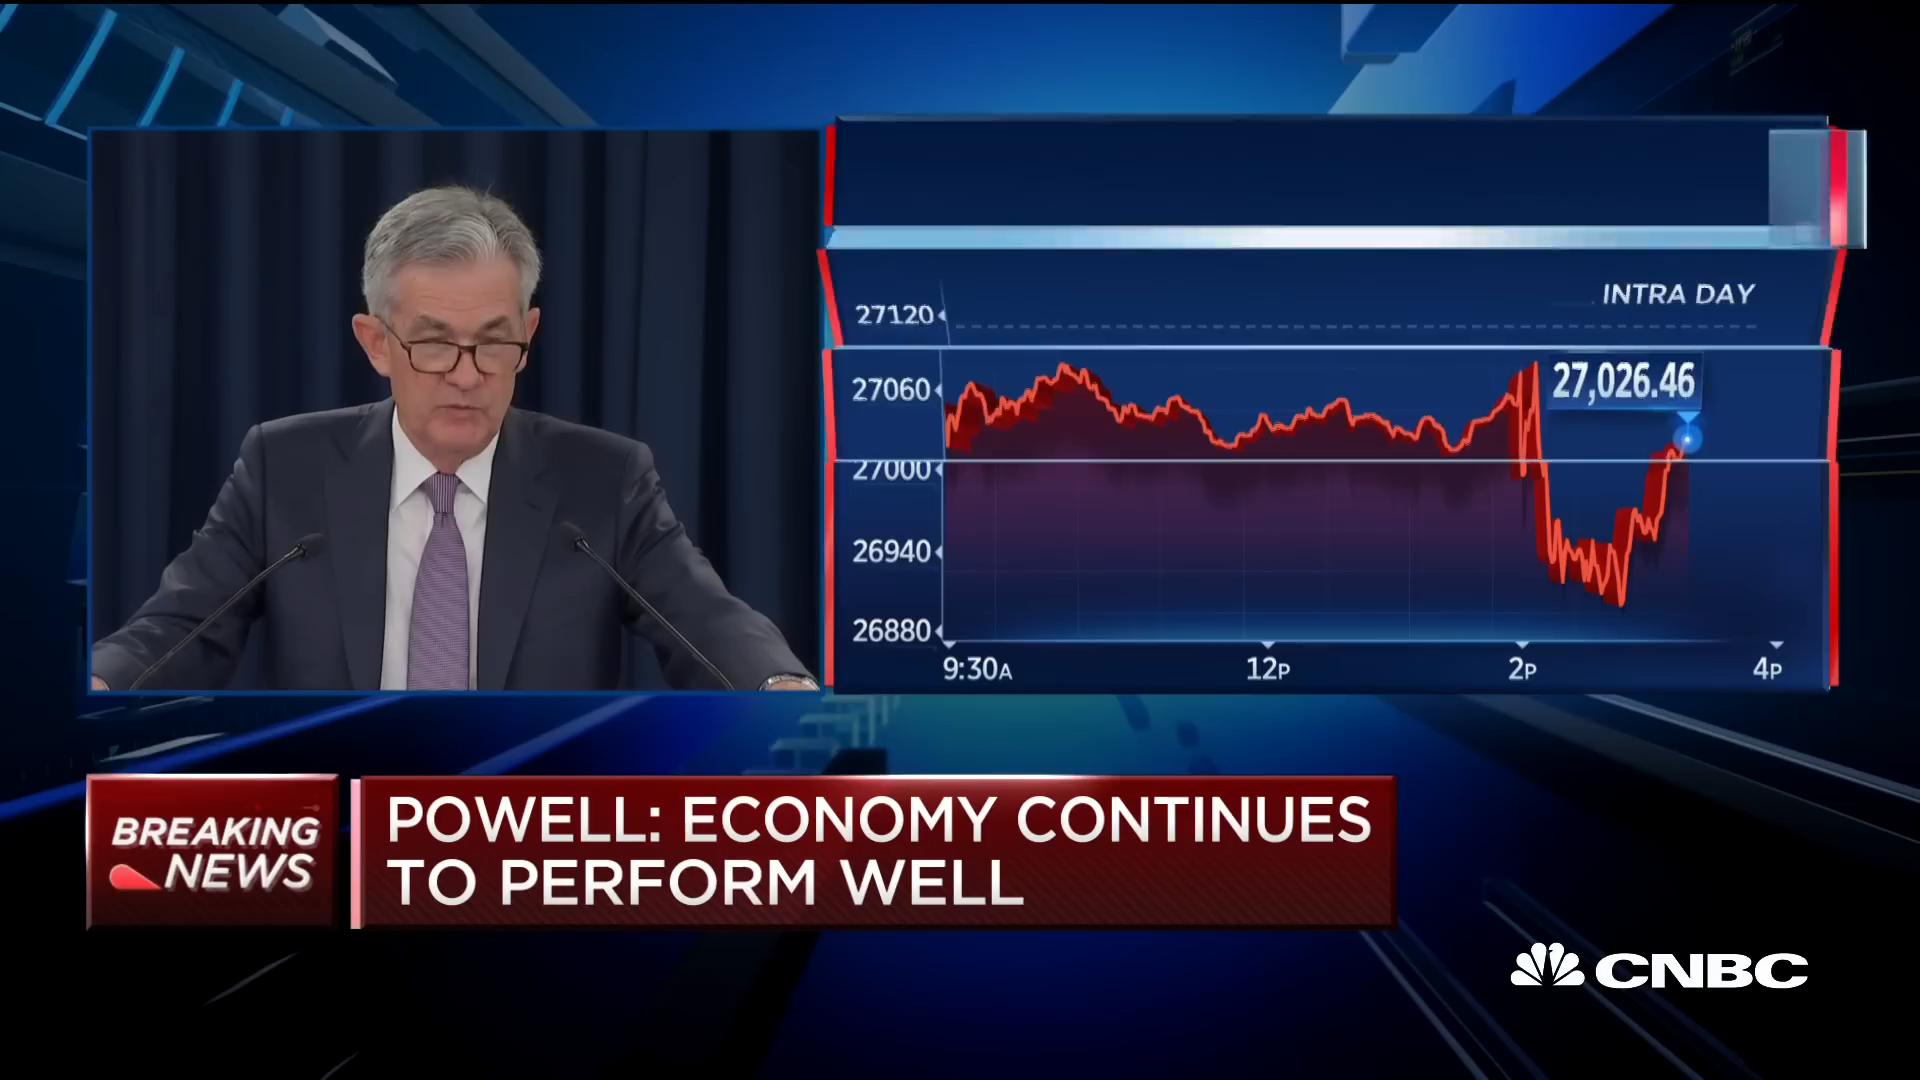 INTRA DAY
27120
27060
27,026.46
27000
26940
26880
9:30A
12P
2P
4P
BREAKING
NEWS
POWELL: ECONOMY CONTINUES
TO PERFORM WELL
CNBC